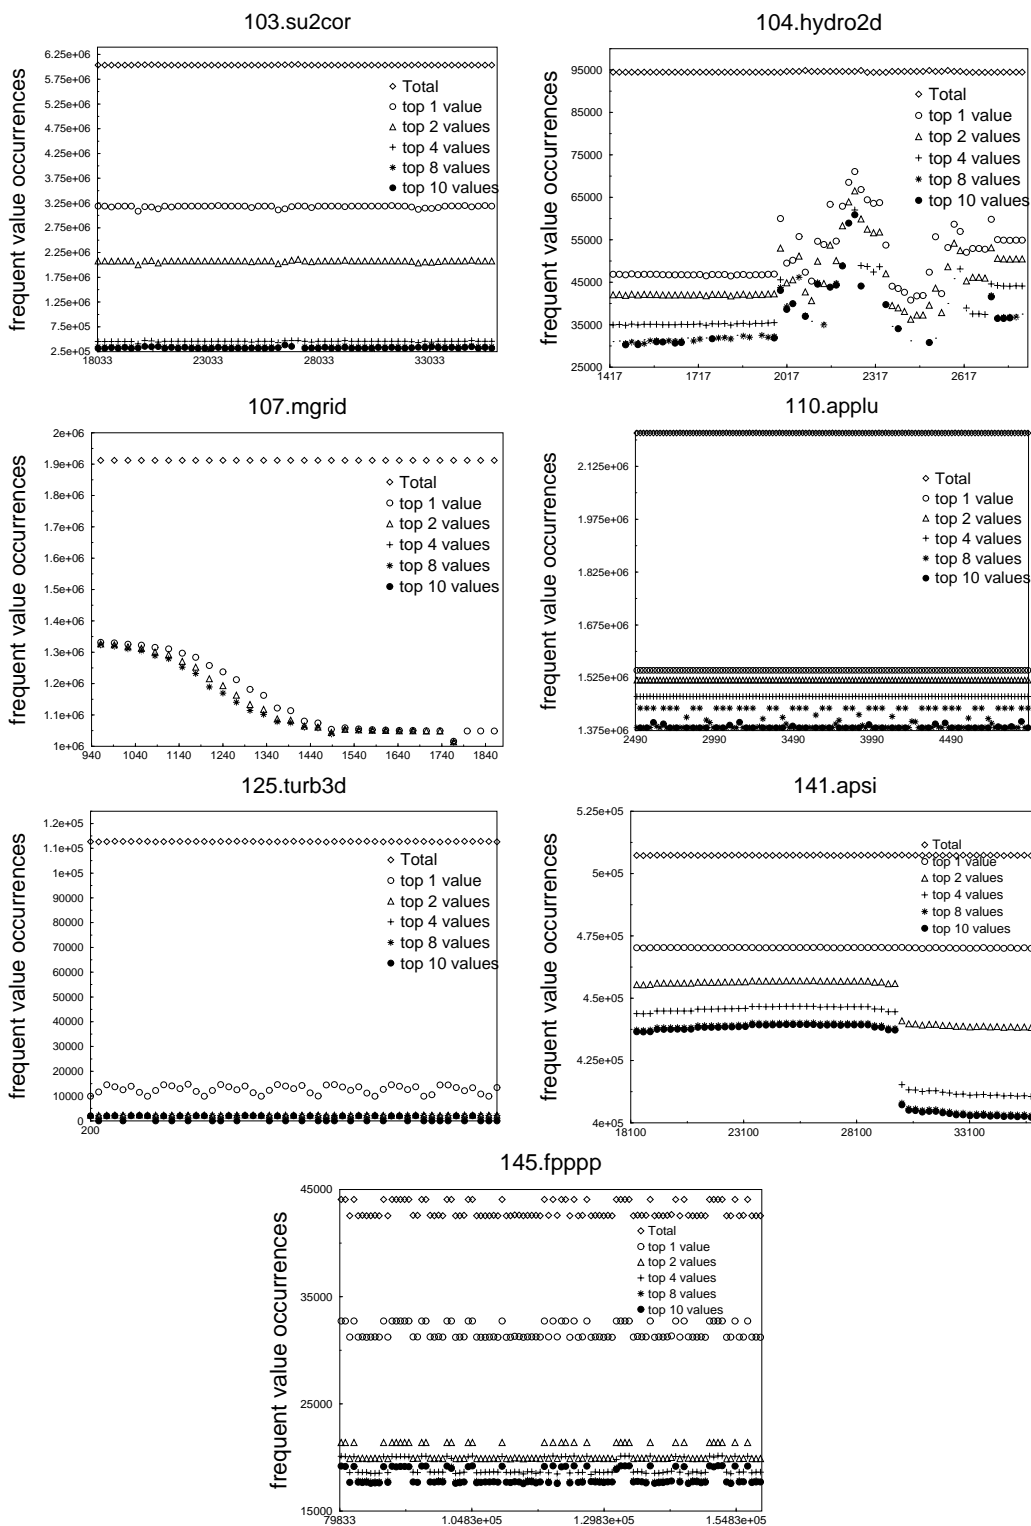 103.su2cor
frequent value occurrences
6.25e+06
5.75e+06
5.25e+06
4.75e+06
4.25e+06
3.75e+06
3.25e+06
2.75e+06
2.25e+06
1.75e+06
1.25e+06
7.5e+05
2.5e+05
18033
23033
28033
33033
Total
top 1 value
top 2 values
top 4 values
top 8 values
top 10 values
104.hydro2d
frequent value occurrences
95000
85000
75000
65000
55000
45000
35000
25000
1417
1717
2017
2317
2617
Total
top 1 value
top 2 values
top 4 values
top 8 values
top 10 values
107.mgrid
frequent value occurrences
2e+06
1.9e+06
1.8e+06
1.7e+06
1.6e+06
1.5e+06
1.4e+06
1.3e+06
1.2e+06
1.1e+06
1e+06
940
1040
1140
1240
1340
1440
1540
1640
1740
1840
Total
top 1 value
top 2 values
top 4 values
top 8 values
top 10 values
110.applu
frequent value occurrences
2.125e+06
1.975e+06
1.825e+06
1.675e+06
1.525e+06
1.375e+06
2490
2990
3490
3990
4490
Total
top 1 value
top 2 values
top 4 values
top 8 values
top 10 values
125.turb3d
frequent value occurrences
1.2e+05
1.1e+05
1e+05
90000
80000
70000
60000
50000
40000
30000
20000
10000
0
200
Total
top 1 value
top 2 values
top 4 values
top 8 values
top 10 values
141.apsi
frequent value occurrences
5.25e+05
5e+05
4.75e+05
4.5e+05
4.25e+05
4e+05
18100
23100
28100
33100
Total
top 1 value
top 2 values
top 4 values
top 8 values
top 10 values
145.fpppp
frequent value occurrences
45000
35000
25000
15000
79833
1.0483e+05
1.2983e+05
1.5483e+05
Total
top 1 value
top 2 values
top 4 values
top 8 values
top 10 values